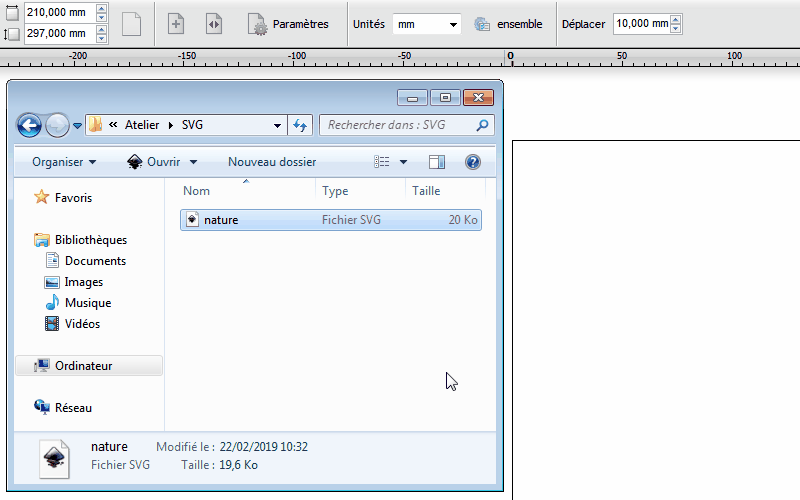 210,000 mm
297,000 mm
Paramètres
Unités
mm
ensemble
Déplacer
10,000 mm
-200 -150 -100 -50 0 50 100
« Atelier SVG
Rechercher dans : SVG
Organiser Ouvrir Nouveau dossier
Nom Type Taille
nature Fichier SVG 20 Ko
Favoris
Bibliothèques
Documents
Images
Musique
Vidéos
Ordinateur
Réseau
nature Modifié le : 22/02/2019 10:32
Fichier SVG Taille : 19,6 Ko